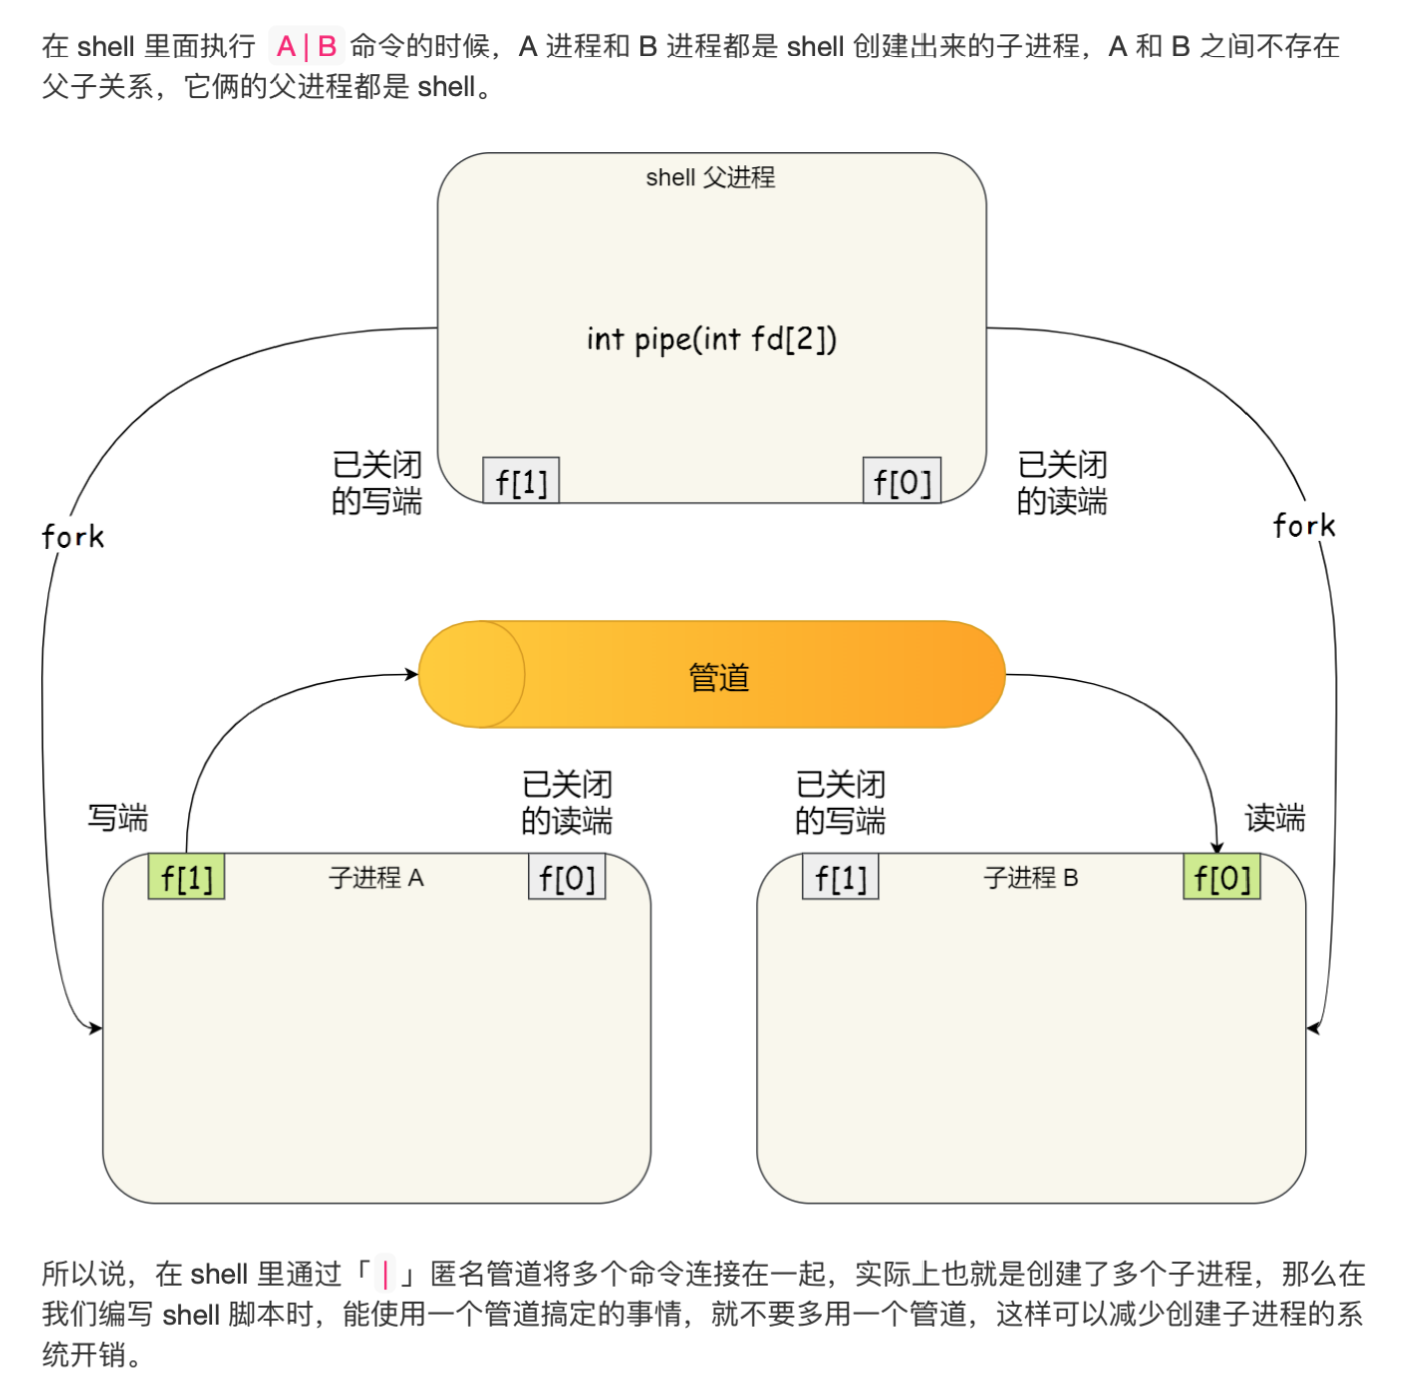 在 shell 里面执行 A | B 命令的时候，A 进程和 B 进程都是 shell 创建出来的子进程，A 和 B 之间不存在
父子关系，它俩的父进程都是 shell。
shell 父进程
int pipe(int fd[2])
已关闭
的写端
f[1]
f[0]
已关闭
的读端
fork
fork
管道
写端
已关闭
的读端
已关闭
的写端
读端
f[1]
子进程 A
f[0]
f[1]
子进程 B
f[0]
所以说，在 shell 里通过「 | 」匿名管道将多个命令连接在一起，实际上也就是创建了多个子进程，那么在
我们编写 shell 脚本时，能使用一个管道搞定的事情，就不要多用一个管道，这样可以减少创建子进程的系
统开销。